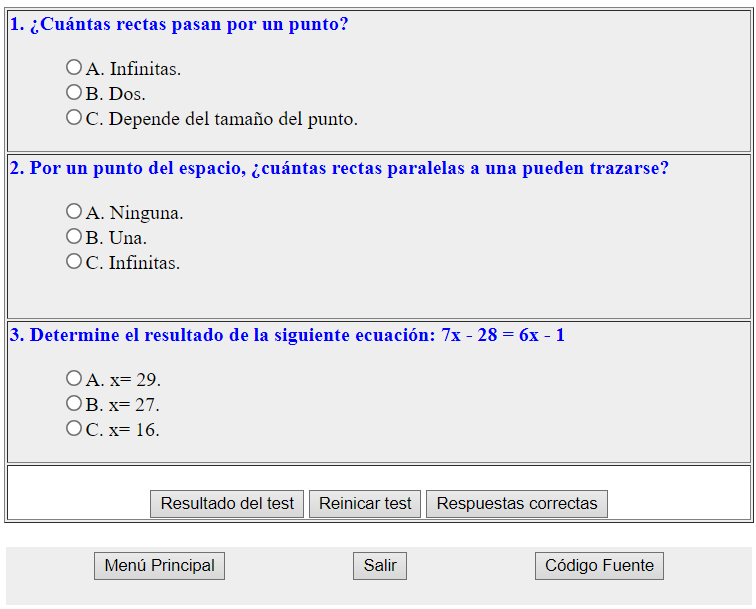 1. ¿Cuántas rectas pasan por un punto?
A. Infinitas.
B. Dos.
C. Depende del tamaño del punto.
2. Por un punto del espacio, ¿cuántas rectas paralelas a una pueden trazarse?
A. Ninguna.
B. Una.
C. Infinitas.
3. Determine el resultado de la siguiente ecuación: 7x - 28 = 6x - 1
A. x= 29.
B. x= 27.
C. x= 16.
Resultado del test Reinicar test Respuestas correctas
Menú Principal Salir Código Fuente